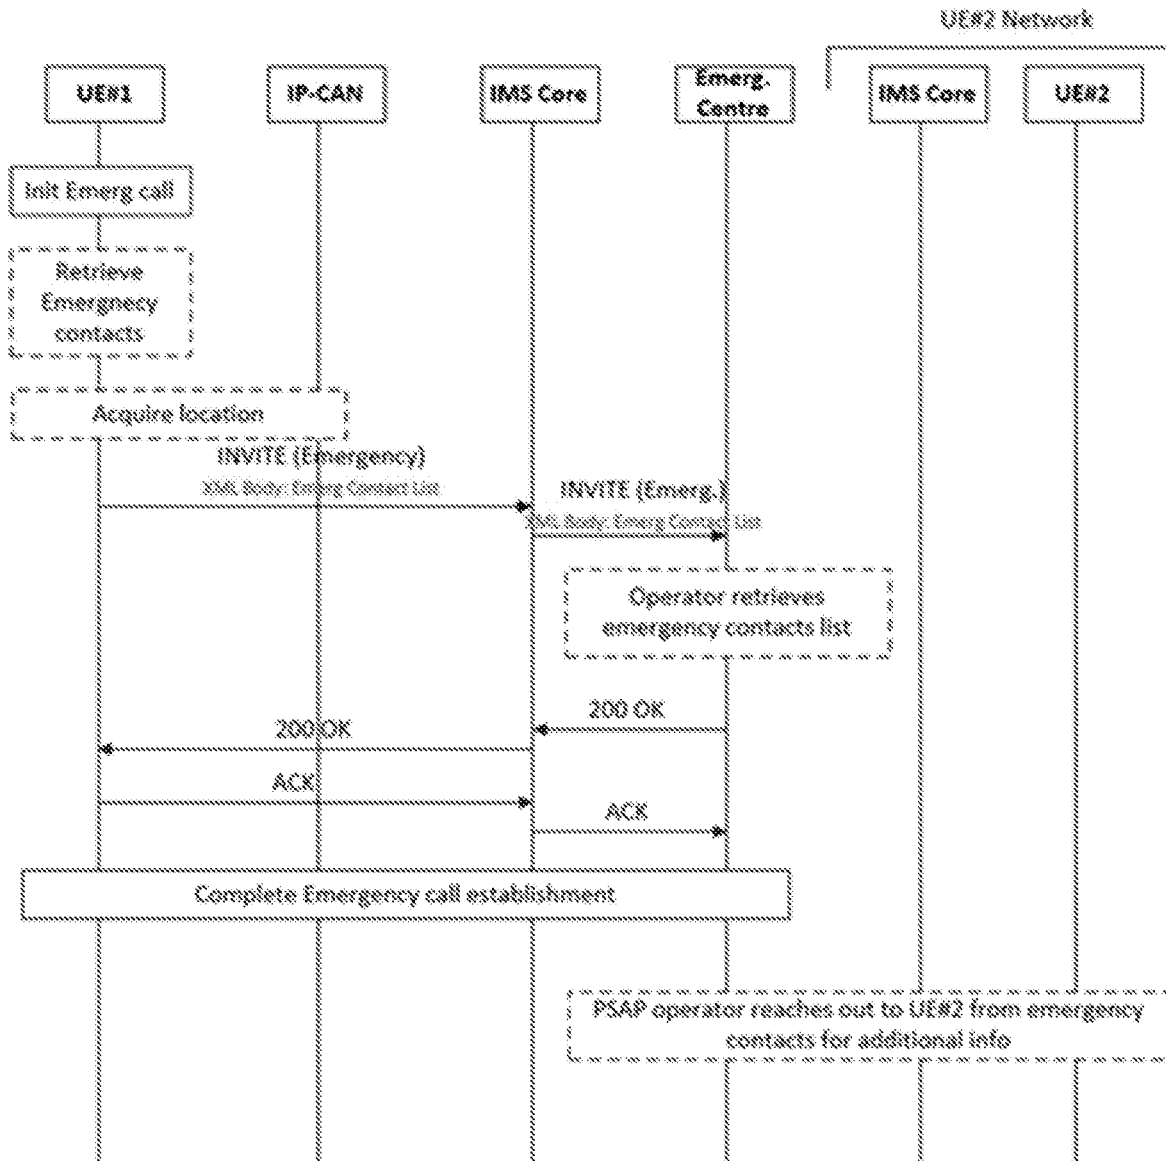 UE#2 Network
UE#1
IP-CAN
IMS Core
Emerg.
Centre
IMS Core
UE#2
Init Emerg call
Retrieve
Emergnecy
contacts
Acquire location
INVITE (Emergency)
XML Body: Emerg Contact List
INVITE (Emerg.)
XML Body: Emerg Contact List
Operator retrieves
emergency contacts list
200 OK
200 OK
ACK
ACK
Complete Emergency call establishment
PSAP operator reaches out to UE#2 from emergency
contacts for additional info